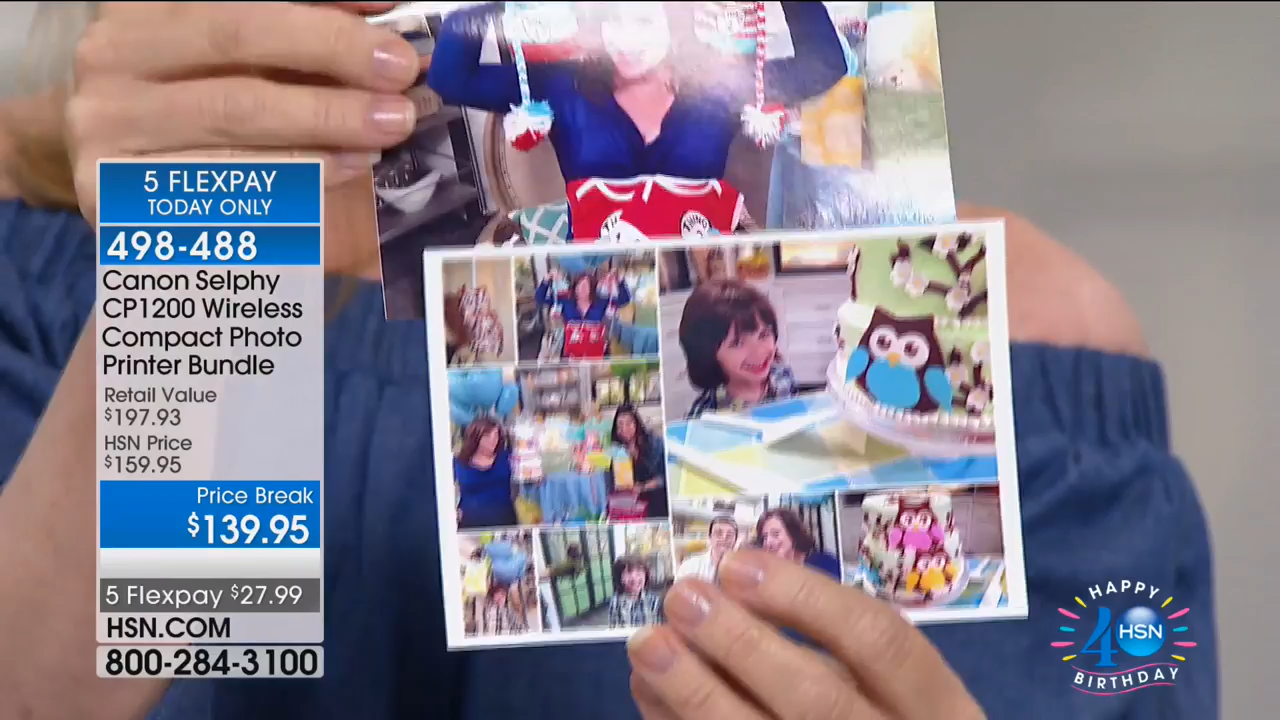 5 FLEXPAY
TODAY ONLY
498-488
Canon Selphy
CP1200 Wireless
Compact Photo
Printer Bundle
Retail Value
$197.93
HSN Price
$159.95
Price Break
$139.95
5 Flexpay $27.99
HSN.COM
800-284-3100
HAPPY
40 HSN
BIRTHDAY